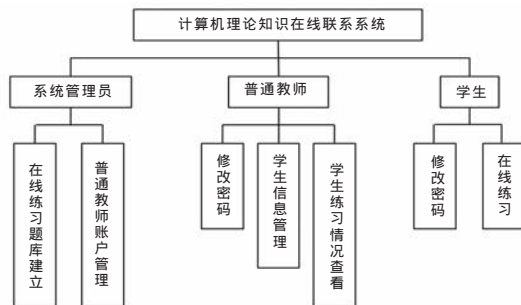 计算机理论知识在线联系系统
系统管理员
普通教师
学生
在线练习题库建立
普通教师账户管理
修改密码
学生信息管理
学生练习情况查看
修改密码
在线练习